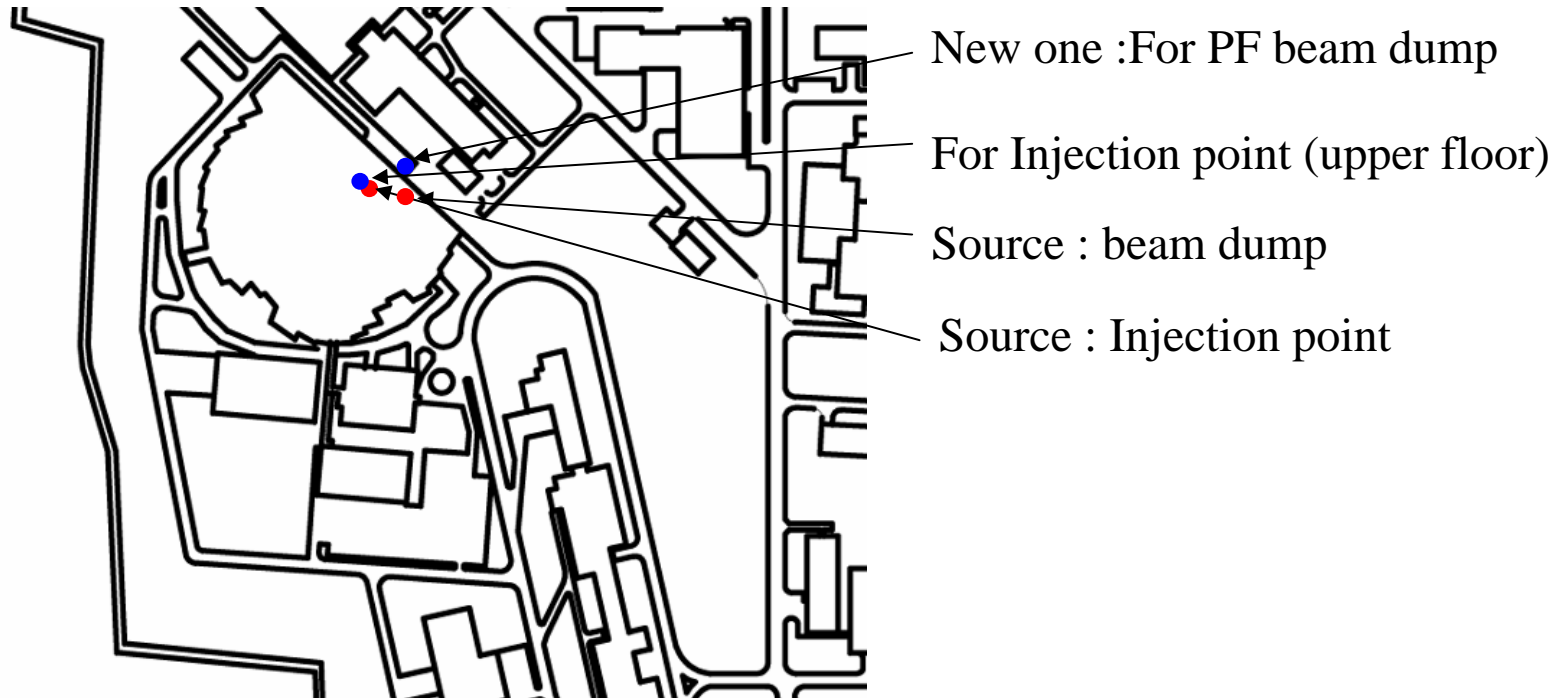 New one :For PF beam dump
For Injection point (upper floor)
Source : beam dump
Source : Injection point